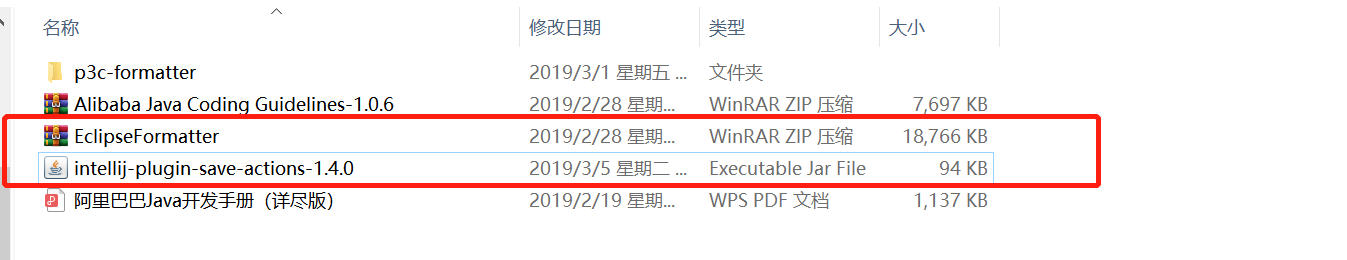 名称 修改日期 类型 大小
p3c-formatter 2019/3/1 星期五 ... 文件夹
Alibaba Java Coding Guidelines-1.0.6 2019/2/28 星期... WinRAR ZIP 压缩 7,697 KB
EclipseFormatter 2019/2/28 星期... WinRAR ZIP 压缩 18,766 KB
intellij-plugin-save-actions-1.4.0 2019/3/5 星期二 ... Executable Jar File 94 KB
阿里巴巴Java开发手册（详尽版） 2019/2/19 星期... WPS PDF 文档 1,137 KB